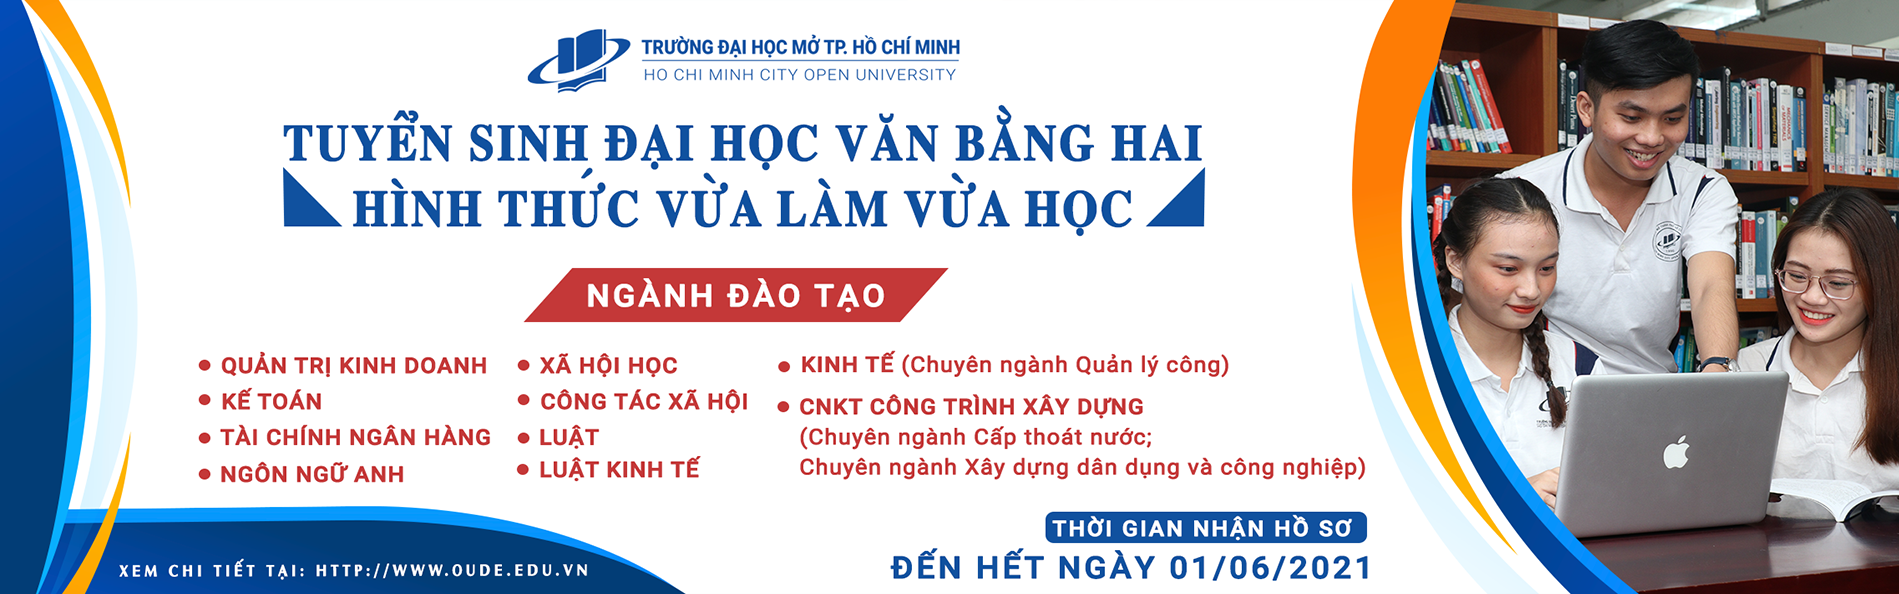 TRƯỜNG ĐẠI HỌC MỞ TP. HỒ CHÍ MINH
HO CHI MINH CITY OPEN UNIVERSITY
TUYỂN SINH ĐẠI HỌC VĂN BẰNG HAI
HÌNH THỨC VỪA LÀM VỪA HỌC
NGÀNH ĐÀO TẠO
QUẢN TRỊ KINH DOANH
KẾ TOÁN
TÀI CHÍNH NGÂN HÀNG
NGÔN NGỮ ANH
XÃ HỘI HỌC
CÔNG TÁC XÃ HỘI
LUẬT
LUẬT KINH TẾ
KINH TẾ (Chuyên ngành Quản lý công)
CNKT CÔNG TRÌNH XÂY DỰNG
(Chuyên ngành Cấp thoát nước;
Chuyên ngành Xây dựng dân dụng và công nghiệp)
THỜI GIAN NHẬN HỒ SƠ
ĐẾN HẾT NGÀY 01/06/2021
XEM CHI TIẾT TẠI: HTTP://WWW.OUDE.EDU.VN